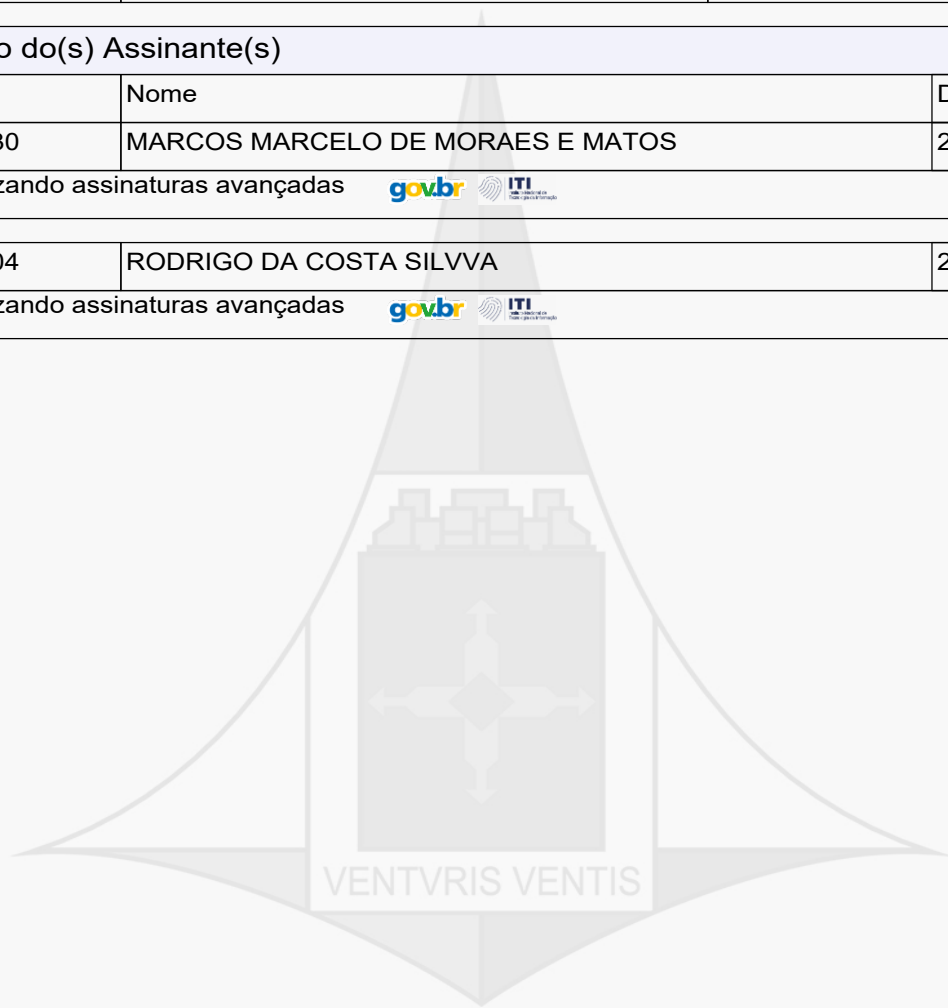 o do(s) Assinante(s)
Nome D
30 MARCOS MARCELO DE MORAES E MATOS 2
zando assinaturas avançadas gov.br ITI
04 RODRIGO DA COSTA SILVVA 2
zando assinaturas avançadas gov.br ITI
VENTVRIS VENTIS